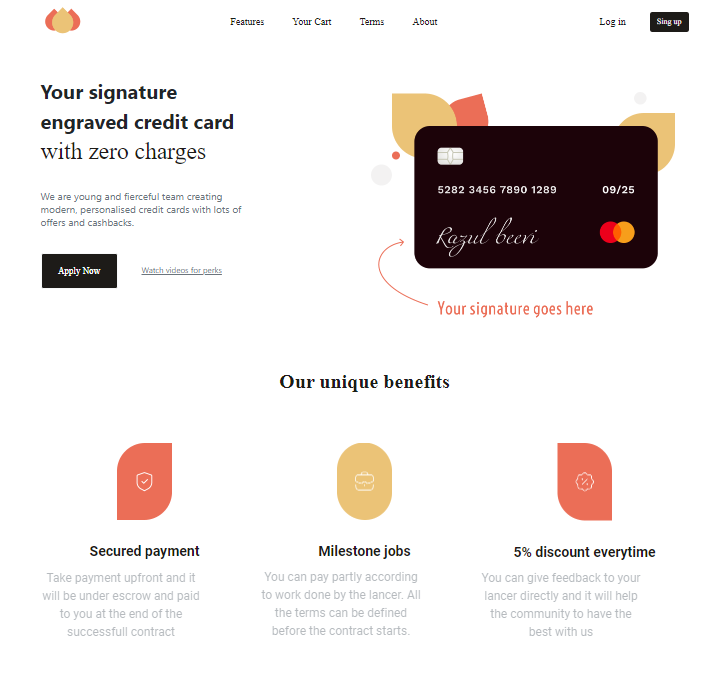 Features Your Cart Terms About Log in Sing up
Your signature
engraved credit card
with zero charges
We are young and fierceful team creating
modern, personalised credit cards with lots of
offers and cashbacks.
Apply Now Watch videos for perks
5282 3456 7890 1289 09/25
Razul beevi
Your signature goes here
Our unique benefits
Secured payment
Take payment upfront and it
will be under escrow and paid
to you at the end of the
successfull contract
Milestone jobs
You can pay partly according
to work done by the lancer. All
the terms can be defined
before the contract starts.
5% discount everytime
You can give feedback to your
lancer directly and it will help
the community to have the
best with us